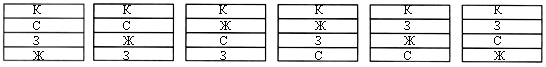 К К К К К К
С С Ж Ж З З
З Ж С З Ж С
Ж З З С С Ж